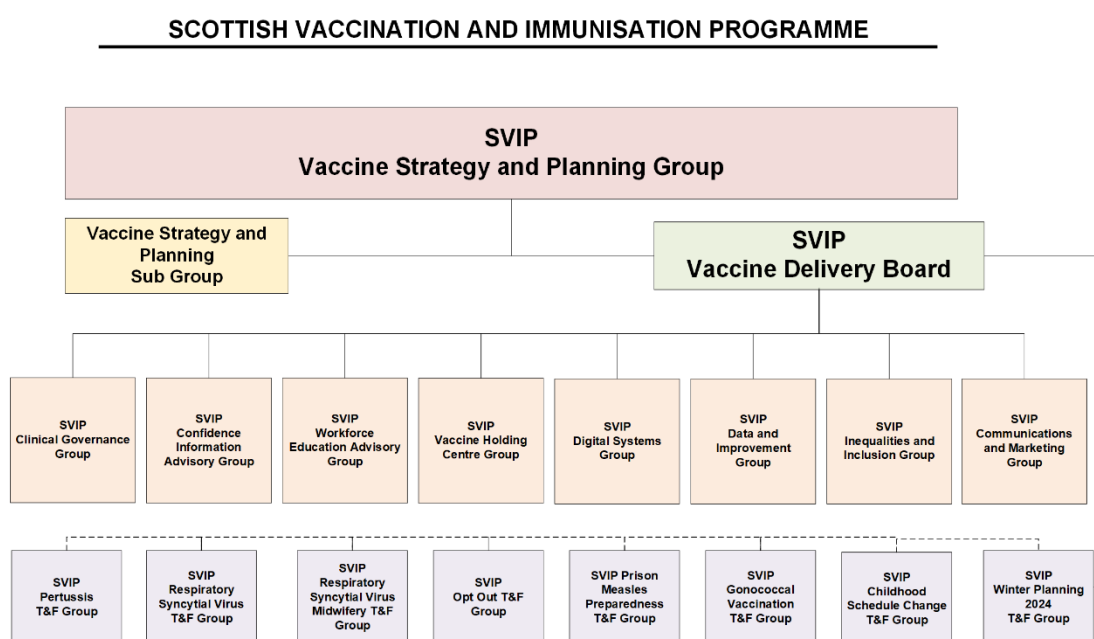 SCOTTISH VACCINATION AND IMMUNISATION PROGRAMME
SVIP
Vaccine Strategy and Planning Group
Vaccine Strategy and
Planning
Sub Group
SVIP
Vaccine Delivery Board
SVIP
Clinical Governance
Group
SVIP
Confidence
Information
Advisory Group
SVIP
Workforce
Education Advisory
Group
SVIP
Vaccine Holding
Centre Group
SVIP
Digital Systems
Group
SVIP
Data and
Improvement
Group
SVIP
Inequalities and
Inclusion Group
SVIP
Communications
and Marketing
Group
SVIP
Pertussis
T&F Group
SVIP
Respiratory
Syncytial Virus
T&F Group
SVIP
Respiratory
Syncytial Virus
Midwifery T&F
Group
SVIP
Opt Out T&F
Group
SVIP Prison
Measles
Preparedness
T&F Group
SVIP
Gonococcal
Vaccination
T&F Group
SVIP
Childhood
Schedule Change
T&F Group
SVIP
Winter Planning
2024
T&F Group